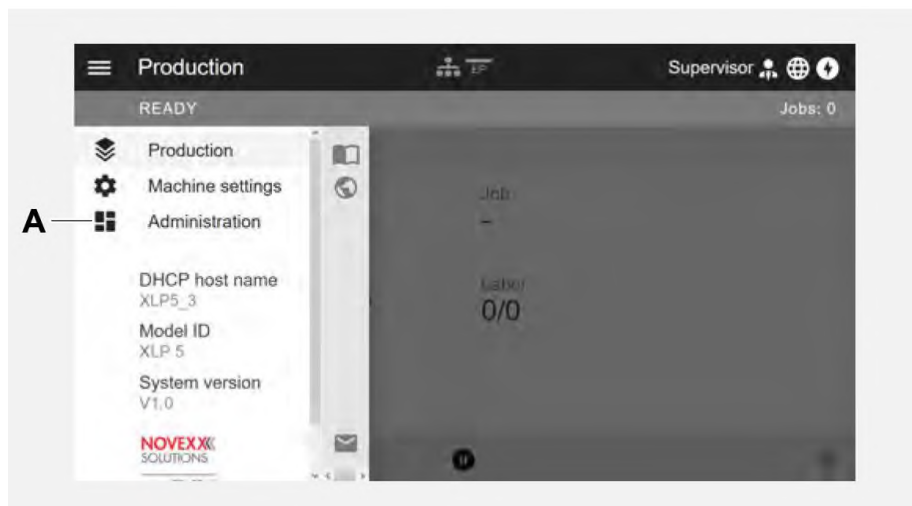 Production
EP
Supervisor
READY
Jobs: 0
Production
Machine settings
A
Administration
Job
–
DHCP host name
XLP5_3
Label
0/0
Model ID
XLP 5
System version
V1.0
NOVEXX
SOLUTIONS